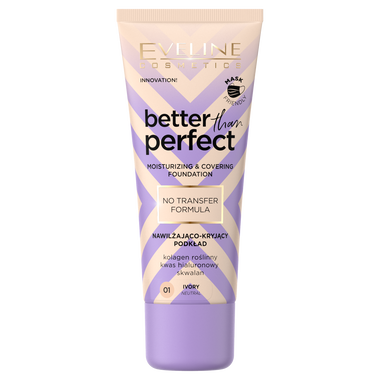 EVELINE
COSMETICS
INNOVATION!
MASK
FRIENDLY
better than
perfect
MOISTURIZING & COVERING
FOUNDATION
NO TRANSFER
FORMULA
NAWILŻAJĄCO-KRYJĄCY
PODKŁAD
kolagen roślinny
kwas hialuronowy
skwalan
01 IVORY
NEUTRAL